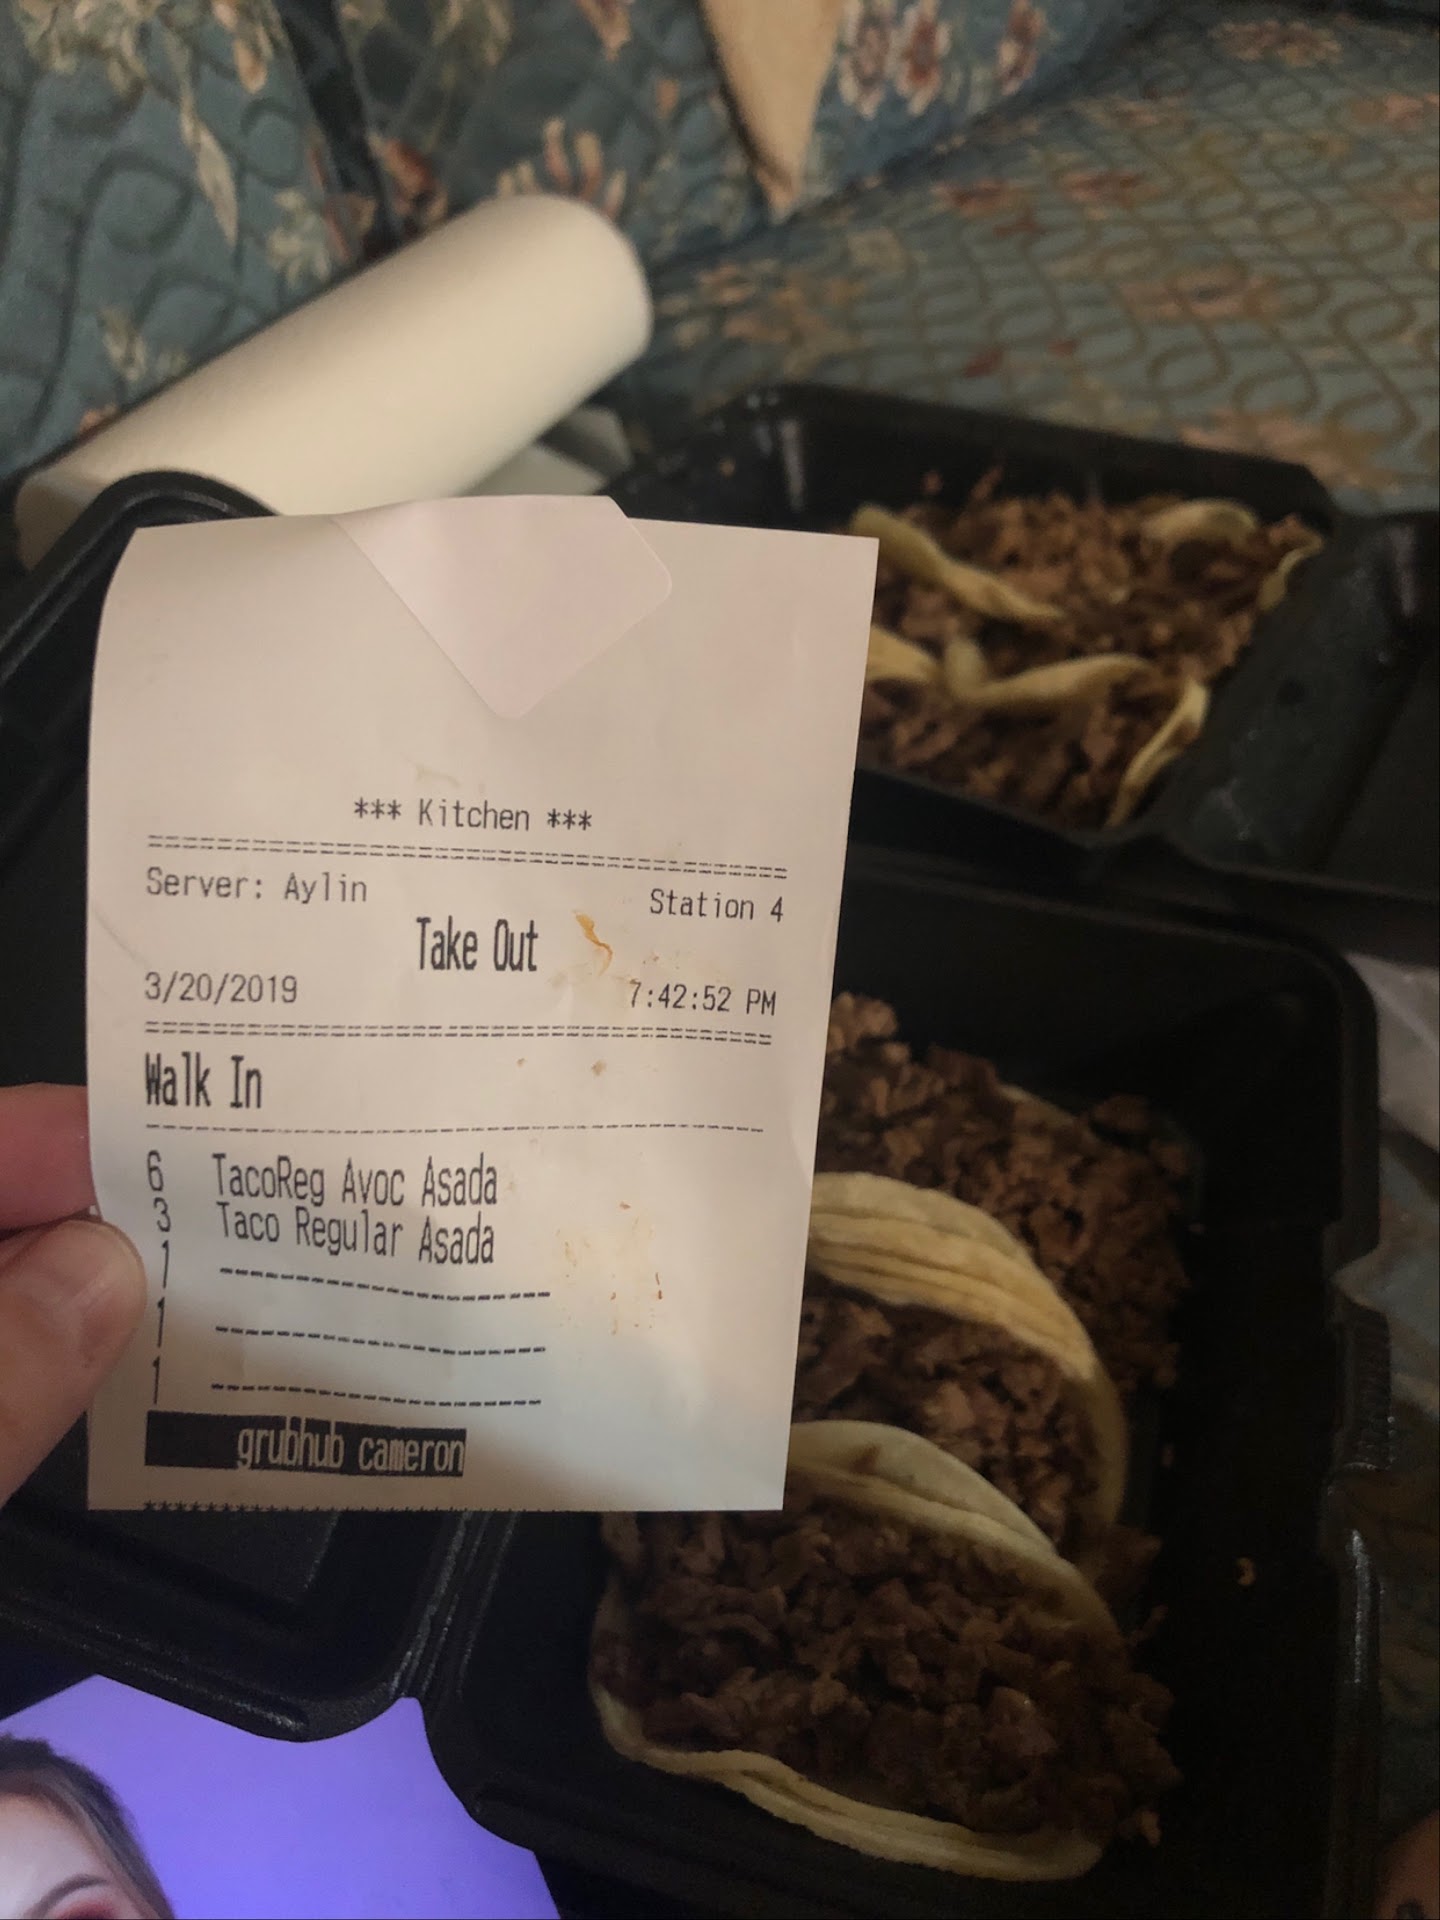 *** Kitchen ***
Server: Aylin Station 4
Take Out
3/20/2019 7:42:52 PM
Walk In
6 TacoReg Avoc Asada
3 Taco Regular Asada
1 ----------------------
1 ----------------------
1 ----------------------
grubhub cameron